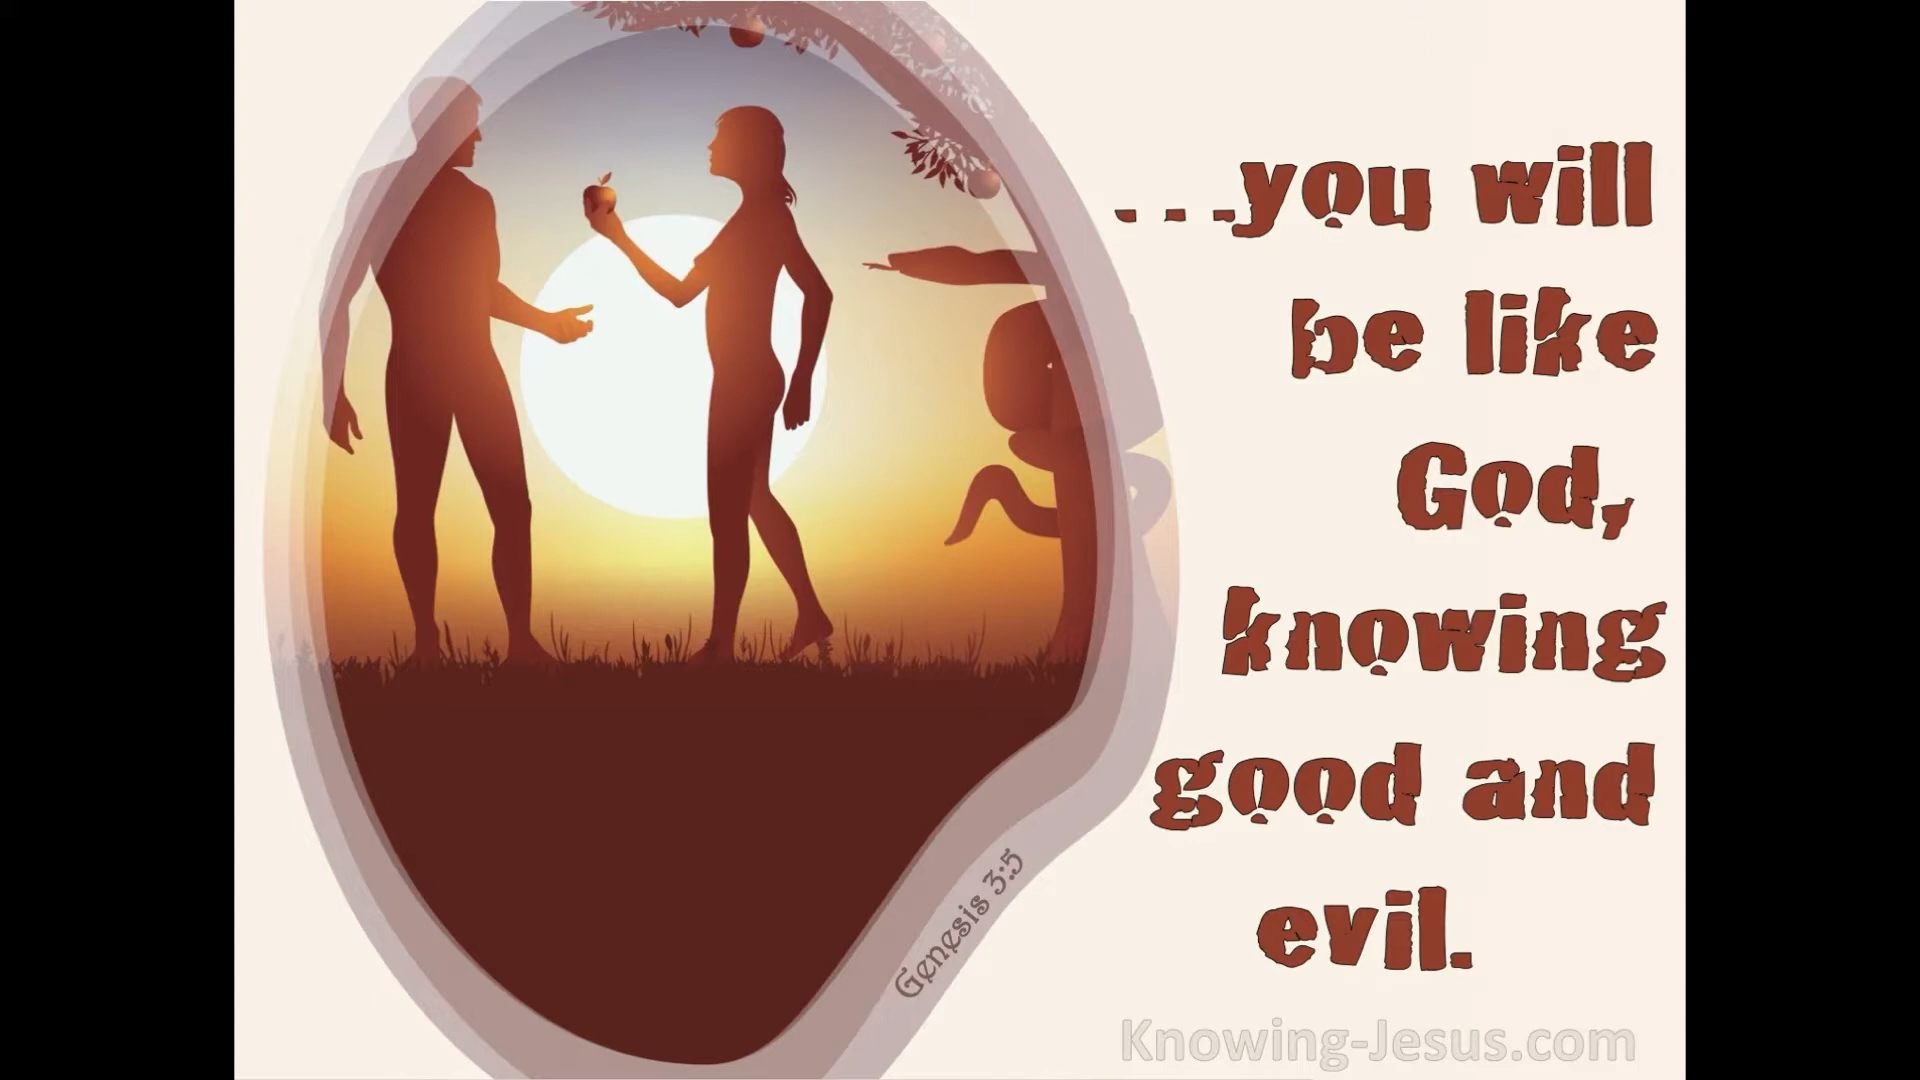 ...you will
be like
God,
knowing
good and
evil.
Genesis 3:5
Knowing-Jesus.com